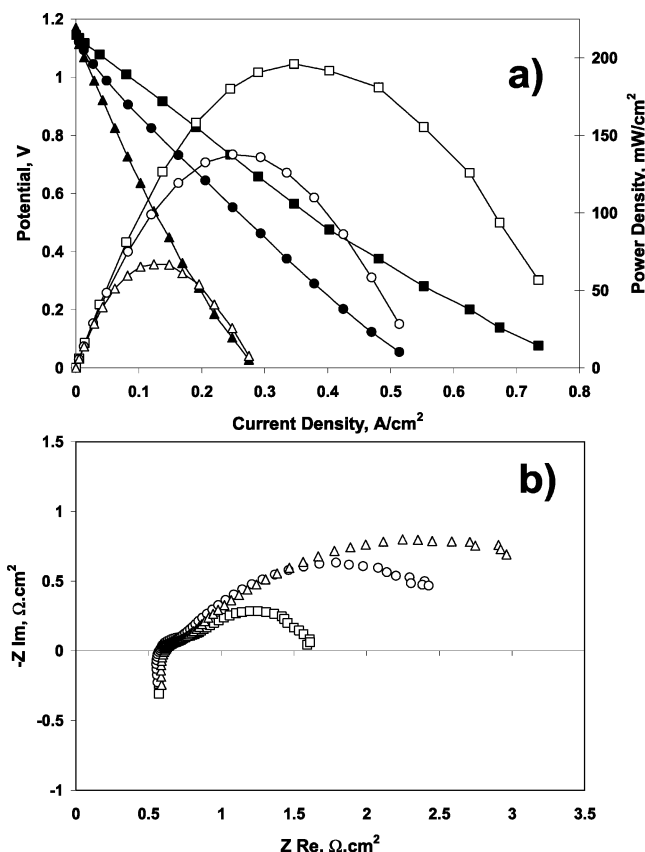 a)
1.2
1
0.8
0.6
0.4
0.2
0
Potential, V
200
150
100
50
0
Power Density, mW/cm²
0 0.1 0.2 0.3 0.4 0.5 0.6 0.7 0.8
Current Density, A/cm²
b)
1.5
1
0.5
0
-0.5
-1
-Z Im, Ω.cm²
0 0.5 1 1.5 2 2.5 3 3.5
Z Re, Ω.cm²